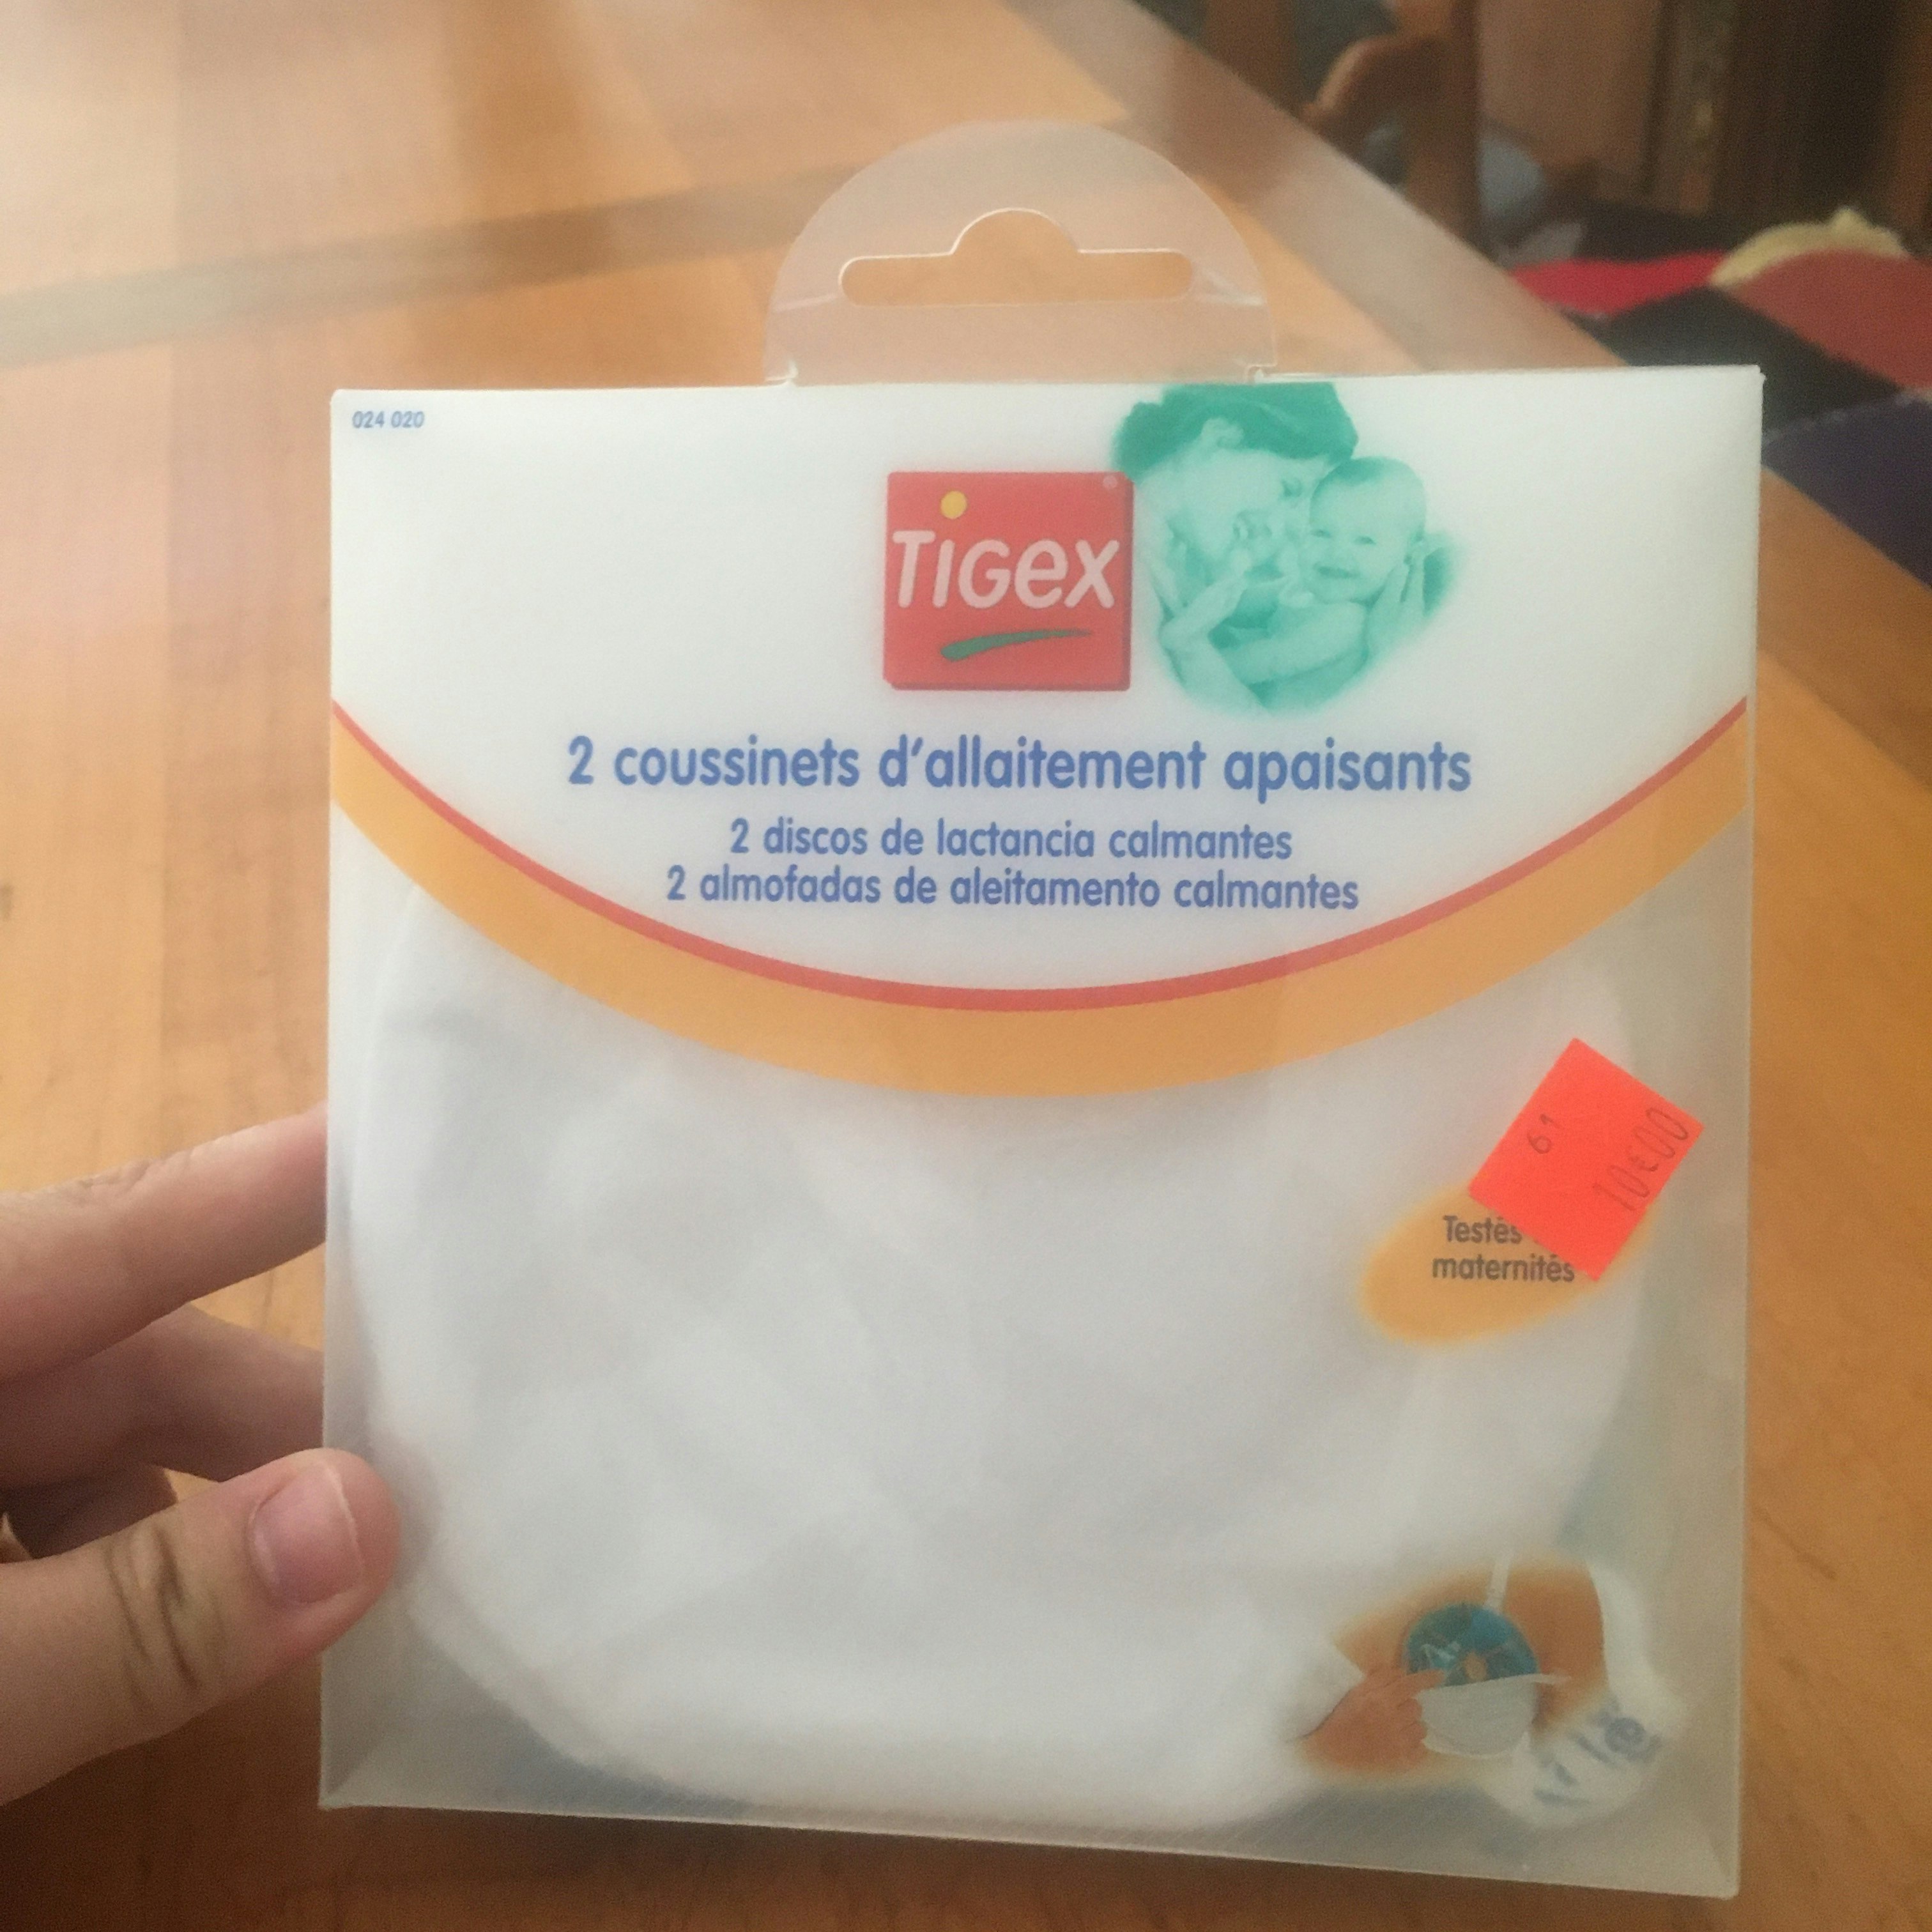 024 020
TiGex
2 coussinets d'allaitement apaisants
2 discos de lactancia calmantes
2 almofadas de aleitamento calmantes
61
10€00
Testés
maternités